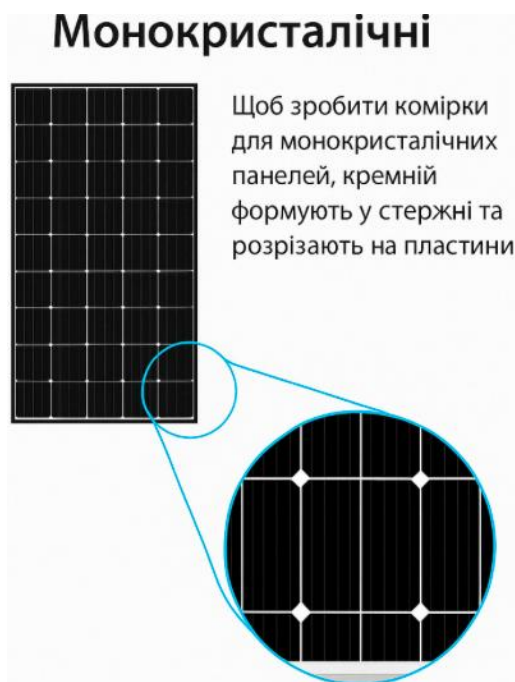 Монокристалічні
Щоб зробити комірки
для монокристалічних
панелей, кремній
формують у стержні та
розрізають на пластини